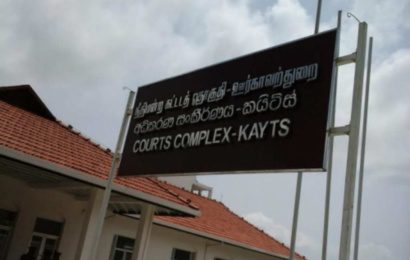 நீதிமன்ற கட்டடத் தொகுதி-ஊர்காவற்துறை
අධිකරණ සංකීර්ණය-කයිට්ස්
COURTS COMPLEX-KAYTS